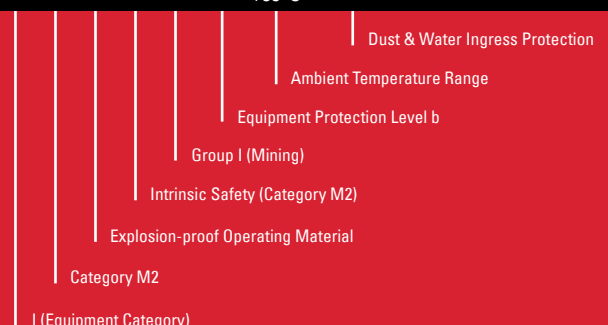 Dust & Water Ingress Protection
Ambient Temperature Range
Equipment Protection Level b
Group I (Mining)
Intrinsic Safety (Category M2)
Explosion-proof Operating Material
Category M2
I (Equipment Category)